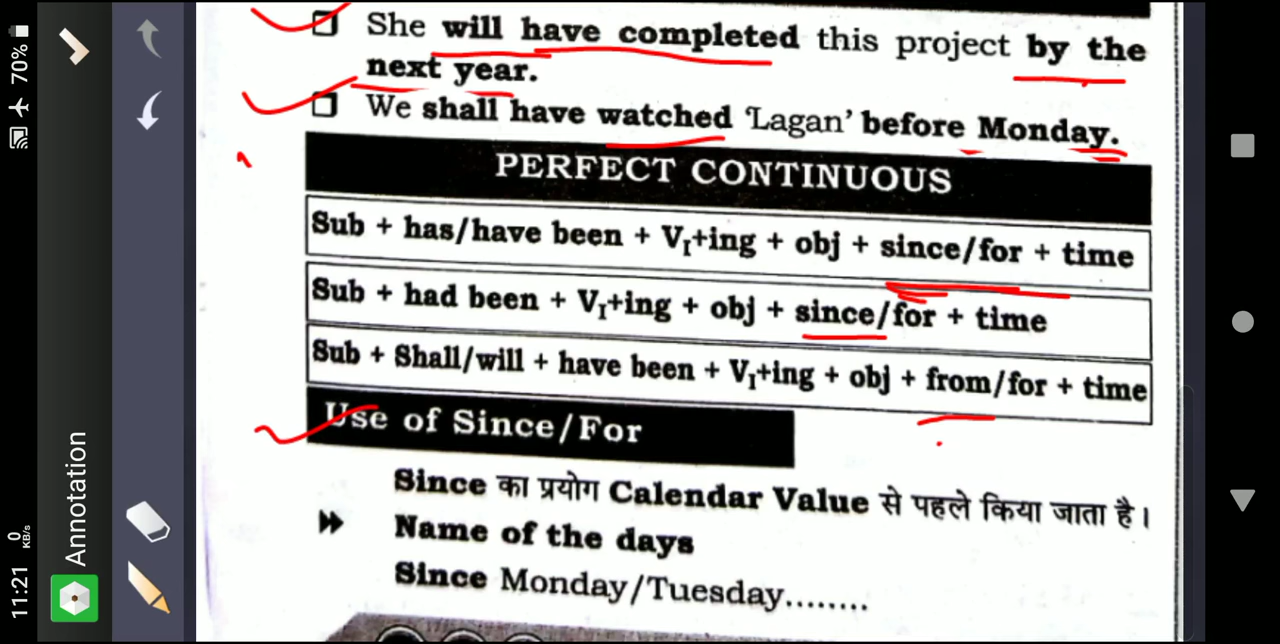 She will have completed this project by the
next year.
We shall have watched ‘Lagan’ before Monday.
PERFECT CONTINUOUS
Sub + has/have been + V₁+ing + obj + since/for + time
Sub + had been + V₁+ing + obj + since/for + time
Sub + Shall/will + have been + V₁+ing + obj + from/for + time
Use of Since/For
Since का प्रयोग Calendar Value से पहले किया जाता है।
Name of the days
Since Monday/Tuesday........
11:21
0
KB/s
Annotation
70%